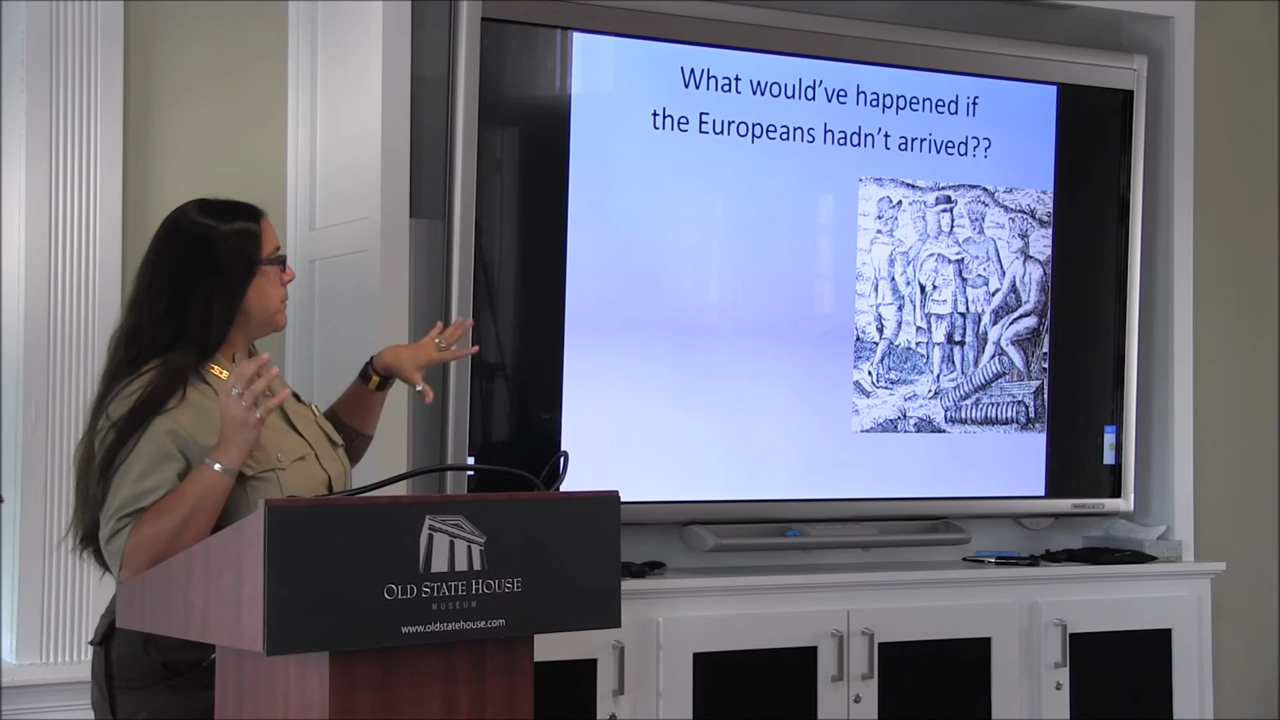 What would've happened if
the Europeans hadn't arrived??
OLD STATE HOUSE
MUSEUM
www.oldstatehouse.com